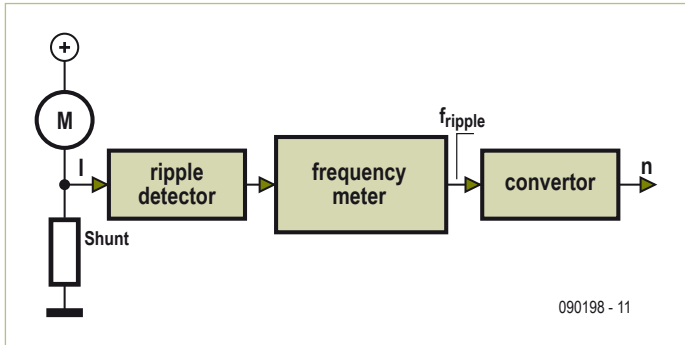 +
M
I
Shunt
ripple
detector
frequency
meter
fripple
convertor
n
090198 - 11